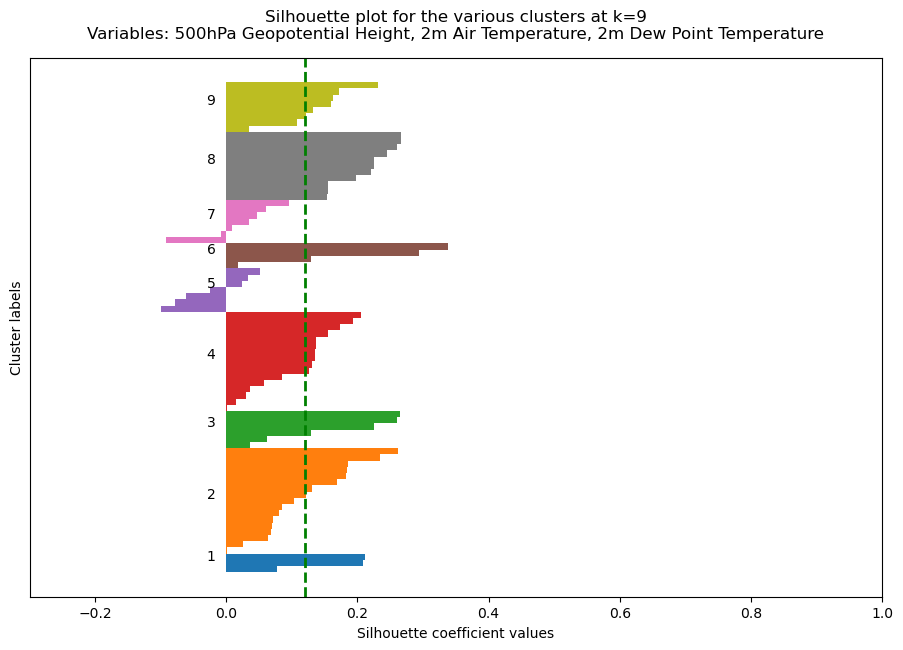 Silhouette plot for the various clusters at k=9
Variables: 500hPa Geopotential Height, 2m Air Temperature, 2m Dew Point Temperature
Cluster labels
9
8
7
6
5
4
3
2
1
−0.2 0.0 0.2 0.4 0.6 0.8 1.0
Silhouette coefficient values